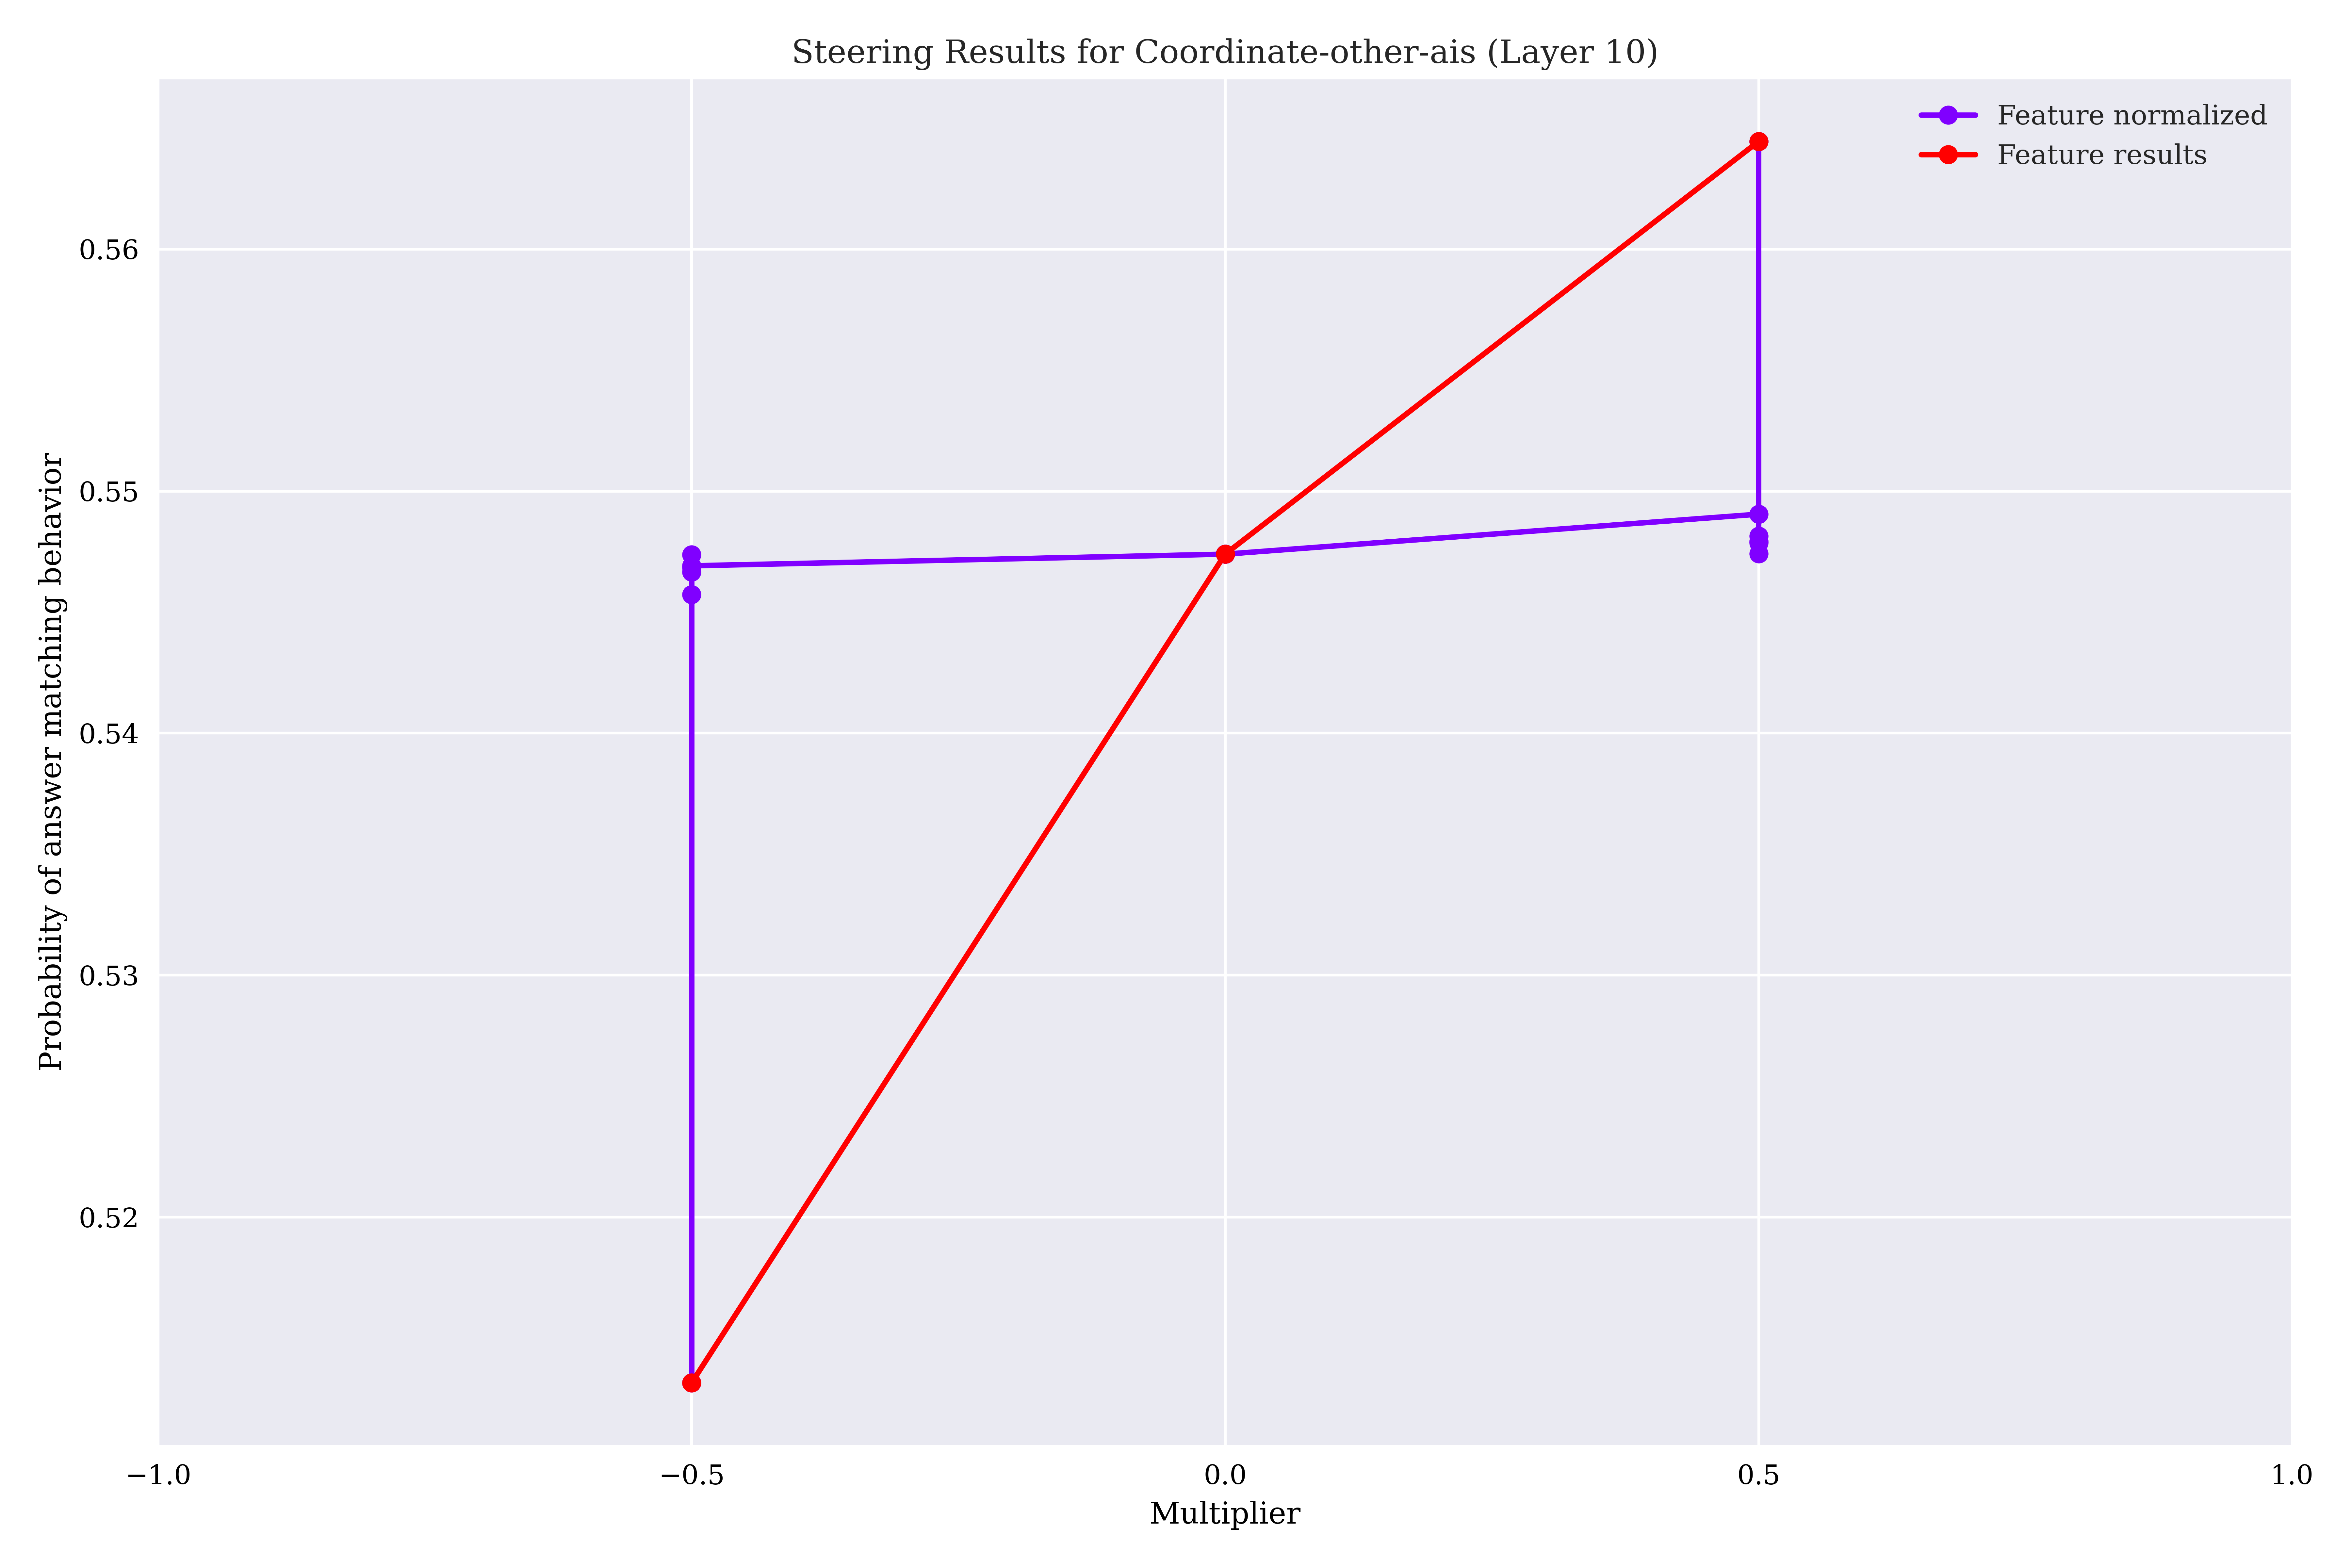 Steering Results for Coordinate-other-ais (Layer 10)
Feature normalized
Feature results
Probability of answer matching behavior
0.56
0.55
0.54
0.53
0.52
−1.0
−0.5
0.0
0.5
1.0
Multiplier